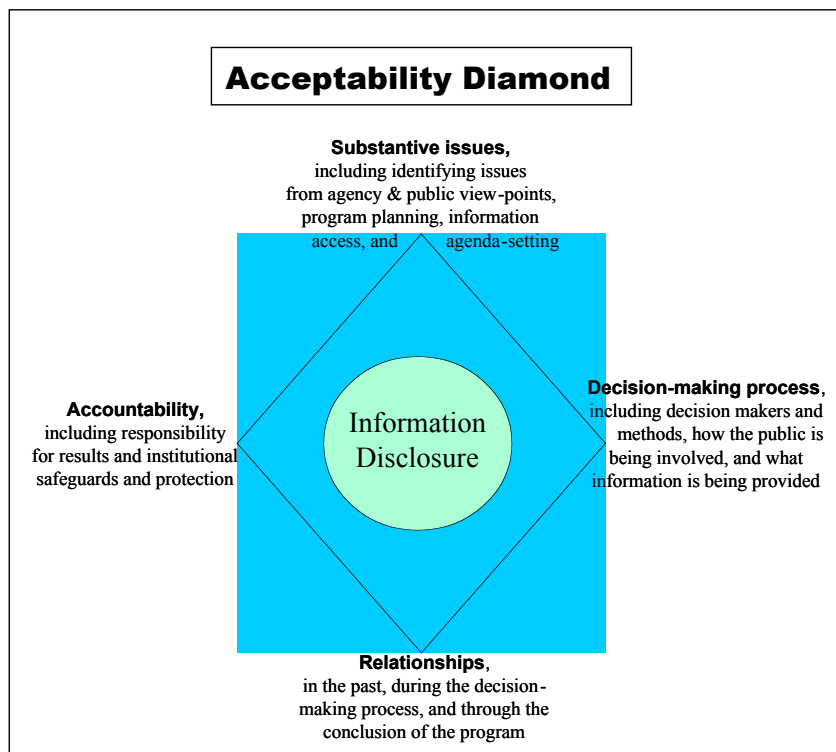 Acceptability Diamond
Substantive issues,
including identifying issues
from agency & public view-points,
program planning, information
access, and agenda-setting
Accountability,
including responsibility
for results and institutional
safeguards and protection
Information
Disclosure
Decision-making process,
including decision makers and
methods, how the public is
being involved, and what
information is being provided
Relationships,
in the past, during the decision-
making process, and through the
conclusion of the program